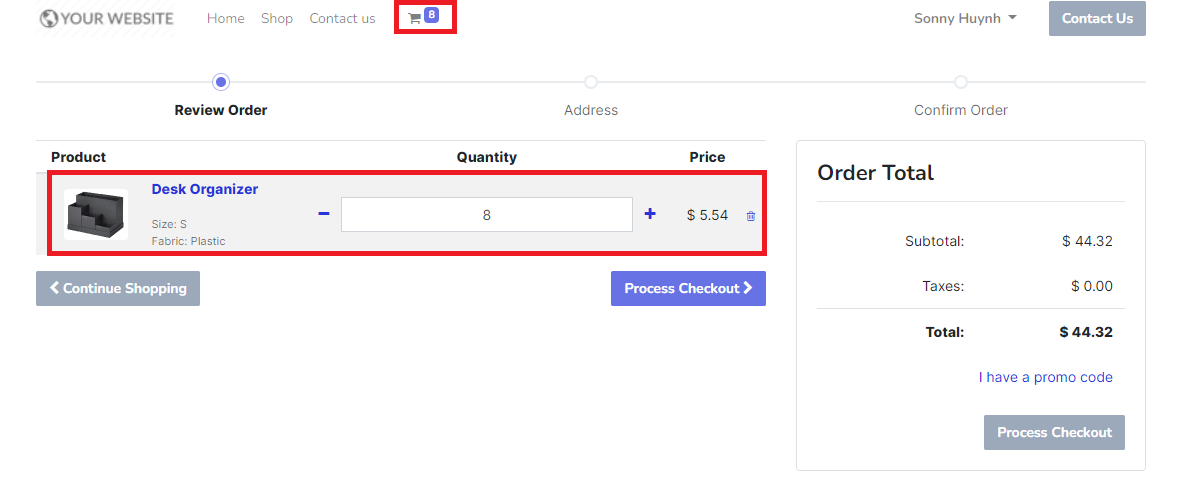 YOUR WEBSITE Home Shop Contact us 8 Sonny Huynh Contact Us
Review Order Address Confirm Order
Product Quantity Price
Desk Organizer
Size: S
Fabric: Plastic
− 8 + $ 5.54
Continue Shopping Process Checkout
Order Total
Subtotal: $ 44.32
Taxes: $ 0.00
Total: $ 44.32
I have a promo code
Process Checkout